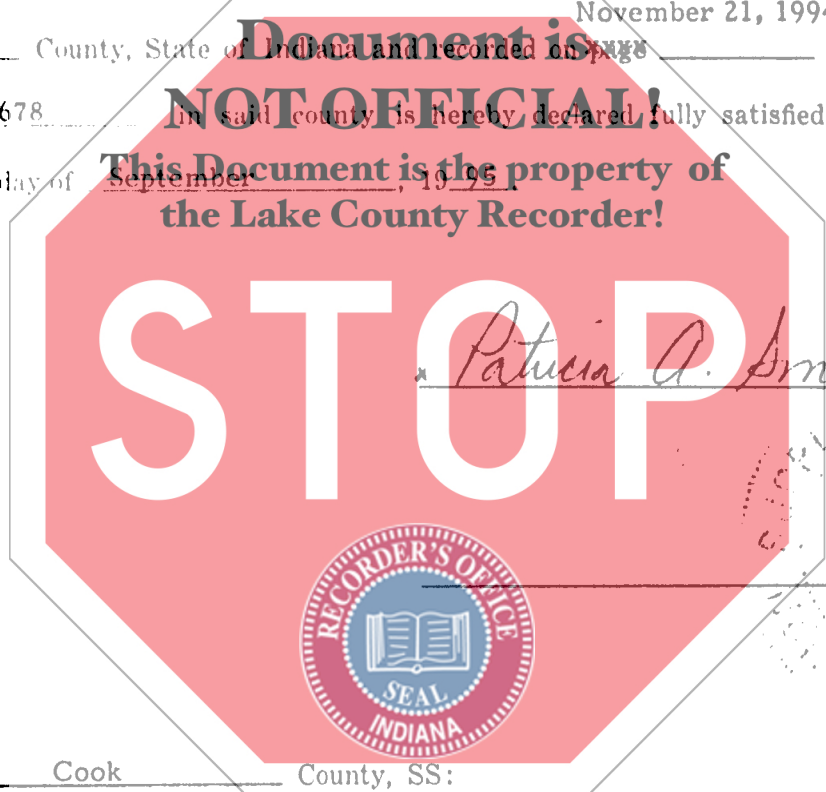 November 21, 1994
Document is
County, State of Indiana and recorded on page xxxx
NOT OFFICIAL!
678 in said county is hereby declared fully satisfied
This Document is the property of
day of September, 1995.
the Lake County Recorder!
STOP
x Patricia A. Sm
RECORDER'S OFFICE
SEAL
INDIANA
Cook County, SS: